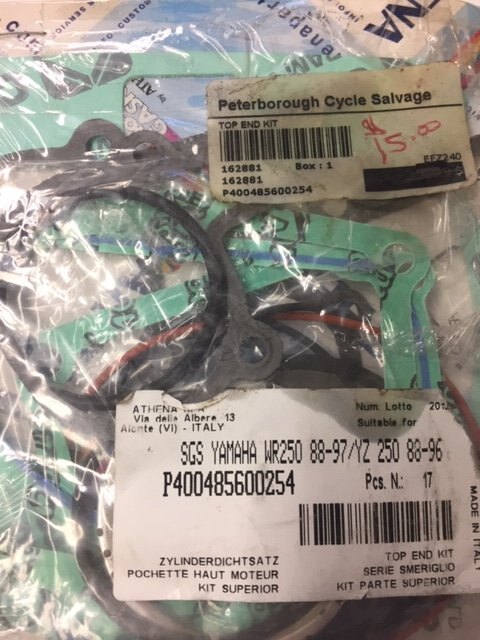 Peterborough Cycle Salvage
TOP END KIT
$ 15.00
162881 Box: 1 EEZ240
162881
P400485600254
ATHENA
Via delle Albere, 13
Alonte (VI) - ITALY
Num. Lotto 201
Suitable for
SGS YAMAHA WR250 88-97/YZ 250 88-96
P400485600254 Pcs. N.: 17
ZYLINDERDICHTSATZ
POCHETTE HAUT MOTEUR
KIT SUPERIOR
TOP END KIT
SERIE SMERIGLIO
KIT PARTE SUPERIOR
MADE IN ITALY